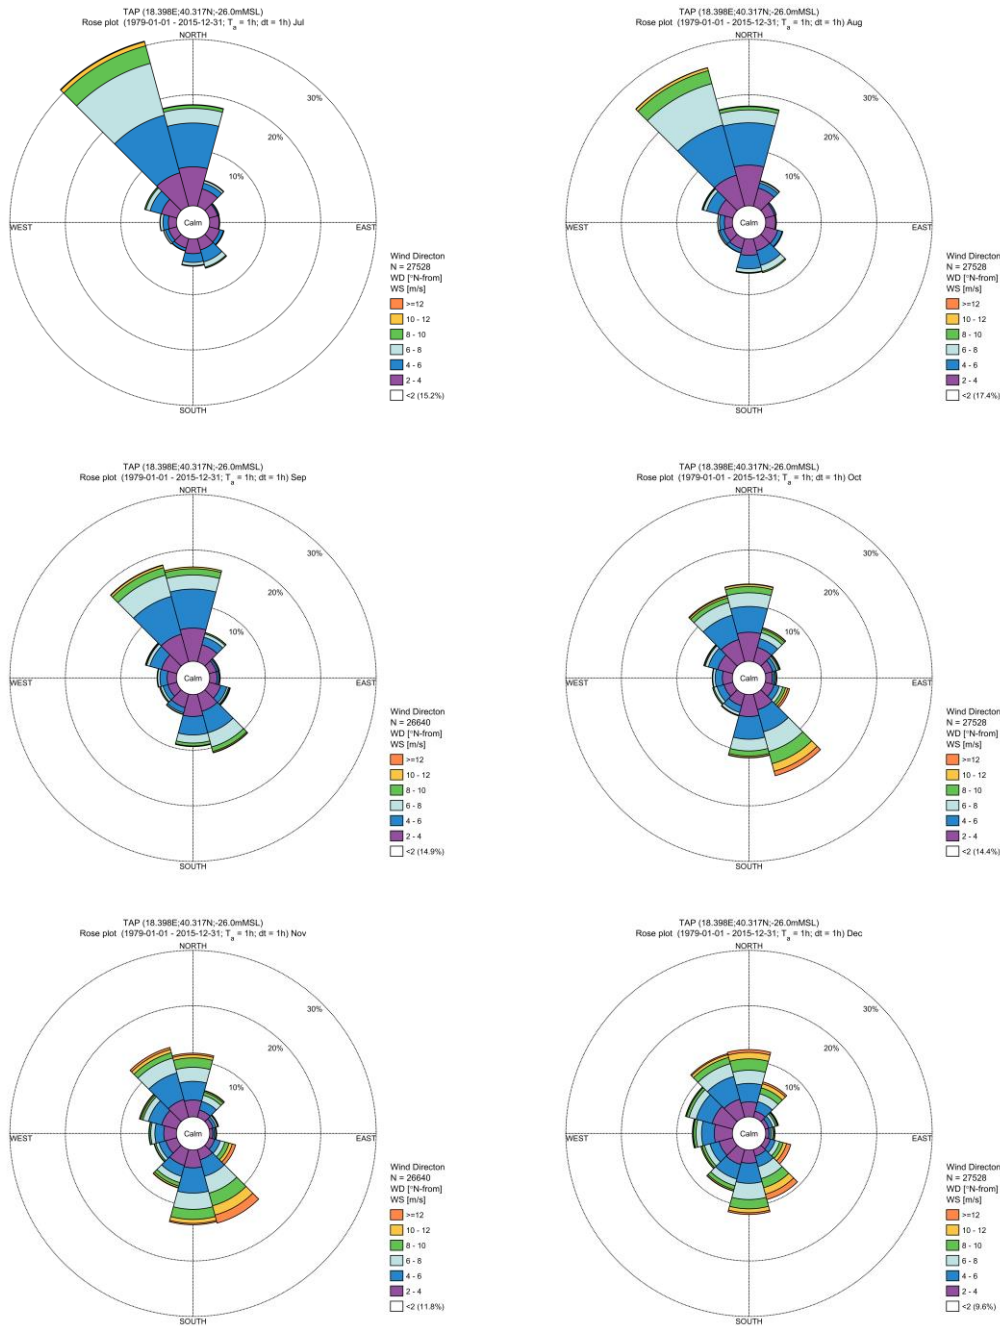 TAP (18.398E;40.317N;-26.0mMSL)
Rose plot (1979-01-01 - 2015-12-31; Ta = 1h; dt = 1h) Jul
NORTH
30%
20%
10%
WEST
Calm
EAST
SOUTH
Wind Directon
N = 27528
WD [°N-from]
WS [m/s]
>=12
10 - 12
8 - 10
6 - 8
4 - 6
2 - 4
<2 (15.2%)
TAP (18.398E;40.317N;-26.0mMSL)
Rose plot (1979-01-01 - 2015-12-31; Ta = 1h; dt = 1h) Aug
NORTH
30%
20%
10%
WEST
Calm
EAST
SOUTH
Wind Directon
N = 27528
WD [°N-from]
WS [m/s]
>=12
10 - 12
8 - 10
6 - 8
4 - 6
2 - 4
<2 (17.4%)
TAP (18.398E;40.317N;-26.0mMSL)
Rose plot (1979-01-01 - 2015-12-31; Ta = 1h; dt = 1h) Sep
NORTH
30%
20%
10%
WEST
Calm
EAST
SOUTH
Wind Directon
N = 26640
WD [°N-from]
WS [m/s]
>=12
10 - 12
8 - 10
6 - 8
4 - 6
2 - 4
<2 (14.9%)
TAP (18.398E;40.317N;-26.0mMSL)
Rose plot (1979-01-01 - 2015-12-31; Ta = 1h; dt = 1h) Oct
NORTH
30%
20%
10%
WEST
Calm
EAST
SOUTH
Wind Directon
N = 27528
WD [°N-from]
WS [m/s]
>=12
10 - 12
8 - 10
6 - 8
4 - 6
2 - 4
<2 (14.4%)
TAP (18.398E;40.317N;-26.0mMSL)
Rose plot (1979-01-01 - 2015-12-31; Ta = 1h; dt = 1h) Nov
NORTH
30%
20%
10%
WEST
Calm
EAST
SOUTH
Wind Directon
N = 26640
WD [°N-from]
WS [m/s]
>=12
10 - 12
8 - 10
6 - 8
4 - 6
2 - 4
<2 (11.8%)
TAP (18.398E;40.317N;-26.0mMSL)
Rose plot (1979-01-01 - 2015-12-31; Ta = 1h; dt = 1h) Dec
NORTH
30%
20%
10%
WEST
Calm
EAST
SOUTH
Wind Directon
N = 27528
WD [°N-from]
WS [m/s]
>=12
10 - 12
8 - 10
6 - 8
4 - 6
2 - 4
<2 (9.6%)